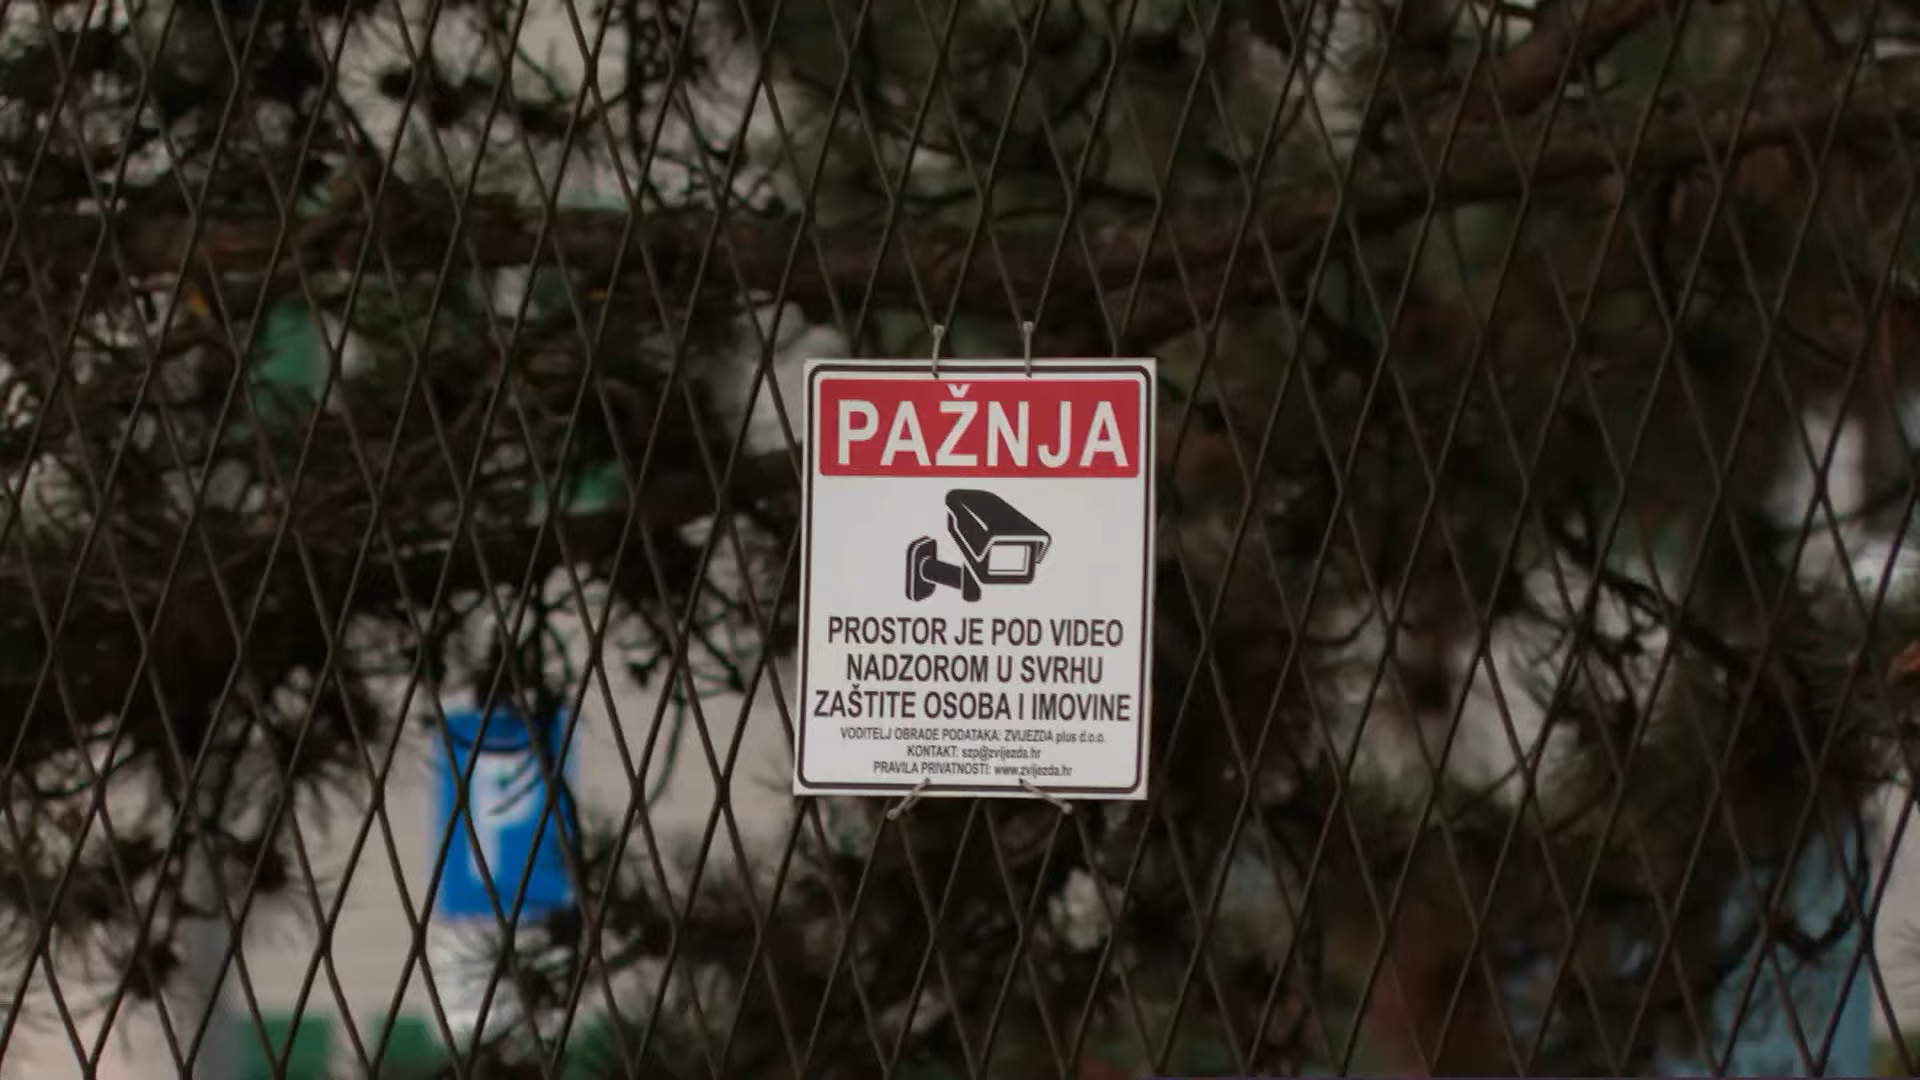 PAŽNJA
PROSTOR JE POD VIDEO
NADZOROM U SVRHU
ZAŠTITE OSOBA I IMOVINE
VODITELJ OBRADE PODATAKA: ZVIJEZDA plus d.o.o.
KONTAKT: szp@zvijezda.hr
PRAVILA PRIVATNOSTI: www.zvijezda.hr